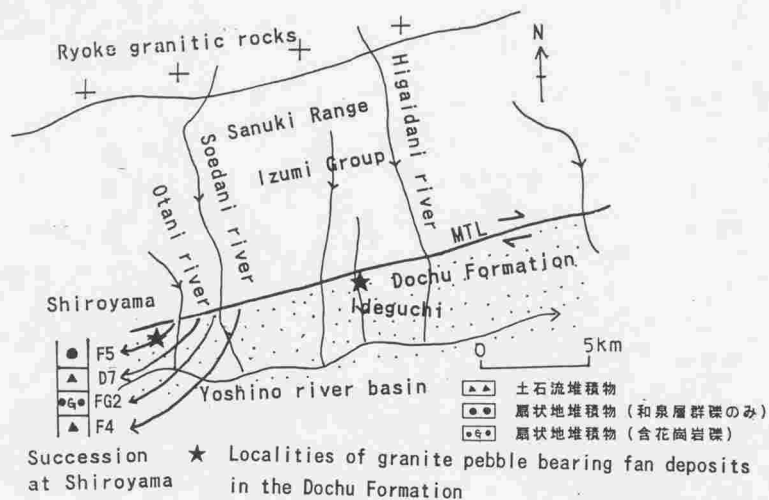 Ryoke granitic rocks
N
Sanuki Range
Izumi Group
Higaidani river
Soedani river
Otani river
MTL
Dochu Formation
Shiroyama
Ideguchi
F5
D7
G
FG2
F4
0 5km
Yoshino river basin
土石流堆積物
扇状地堆積物 (和泉層群礫のみ)
G
扇状地堆積物 (含花崗岩礫)
Succession
at Shiroyama
★ Localities of granite pebble bearing fan deposits
in the Dochu Formation